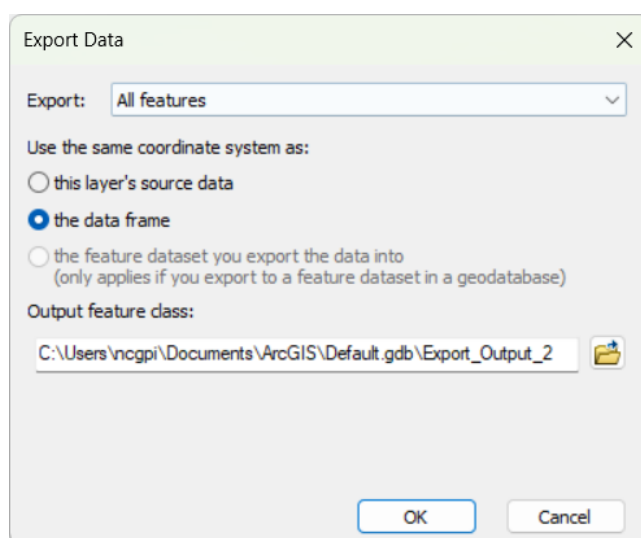 Export Data
Export: All features
Use the same coordinate system as:
this layer's source data
the data frame
the feature dataset you export the data into
(only applies if you export to a feature dataset in a geodatabase)
Output feature class:
C:\Users\ncgpi\Documents\ArcGIS\Default.gdb\Export_Output_2
OK Cancel